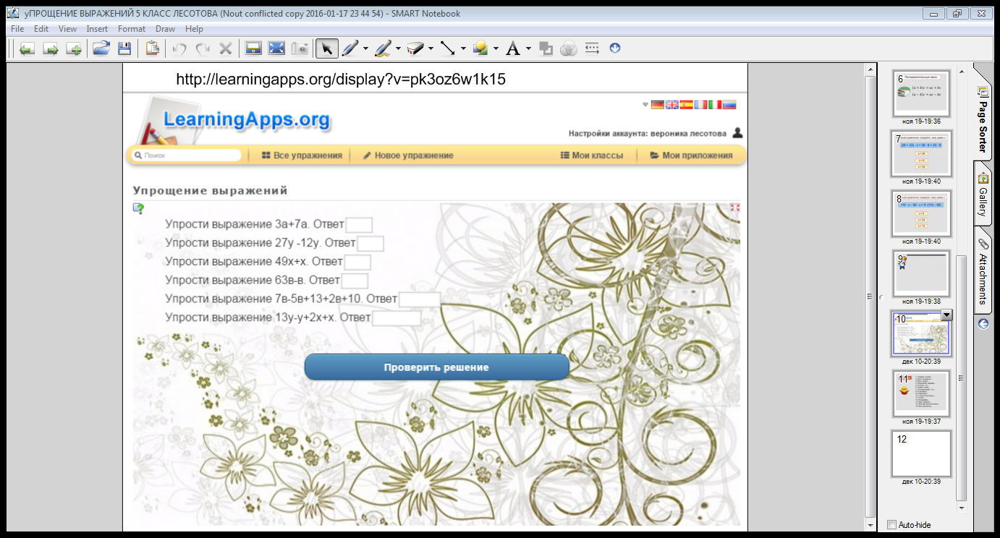 уПРОЩЕНИЕ ВЫРАЖЕНИЙ 5 КЛАСС ЛЕСОТОВА (Nout conflicted copy 2016-01-17 23 44 54) - SMART Notebook
File Edit View Insert Format Draw Help
http://learningapps.org/display?v=pk3oz6w1k15
LearningApps.org
Настройки аккаунта: вероника лесотова
Поиск
Все упражнения
Новое упражнение
Мои классы
Мои приложения
Упрощение выражений
Упрости выражение 3а+7а. Ответ
Упрости выражение 27у -12у. Ответ
Упрости выражение 49х+х. Ответ
Упрости выражение 63в-в. Ответ
Упрости выражение 7в-5в+13+2в+10. Ответ
Упрости выражение 13у-у+2х+х. Ответ
Проверить решение
6
ноя 19-19:36
7
ноя 19-19:40
8
ноя 19-19:40
9
ноя 19-19:38
10
дек 10-20:39
11
ноя 19-19:37
12
дек 10-20:39
Auto-hide
Page Sorter
Gallery
Attachments